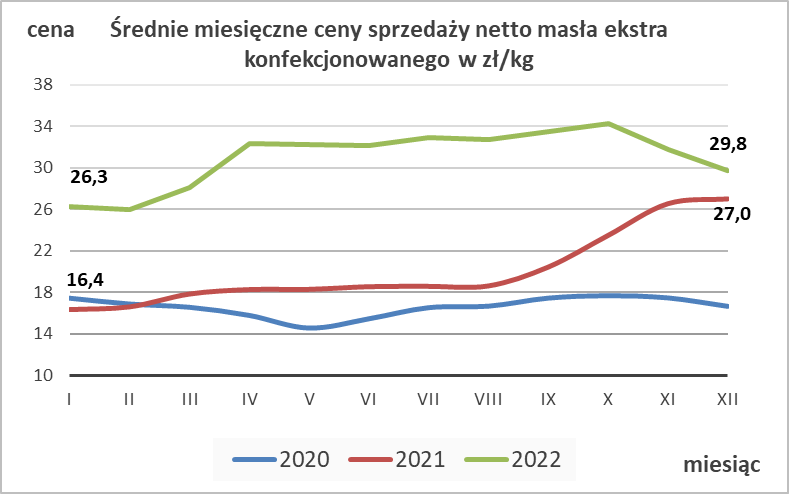 cena Średnie miesięczne ceny sprzedaży netto masła ekstra
konfekcjonowanego w zł/kg
38
34
29,8
30
26,3
26
27,0
22
16,4
18
14
10
I II III IV V VI VII VIII IX X XI XII
2020 2021 2022
miesiąc